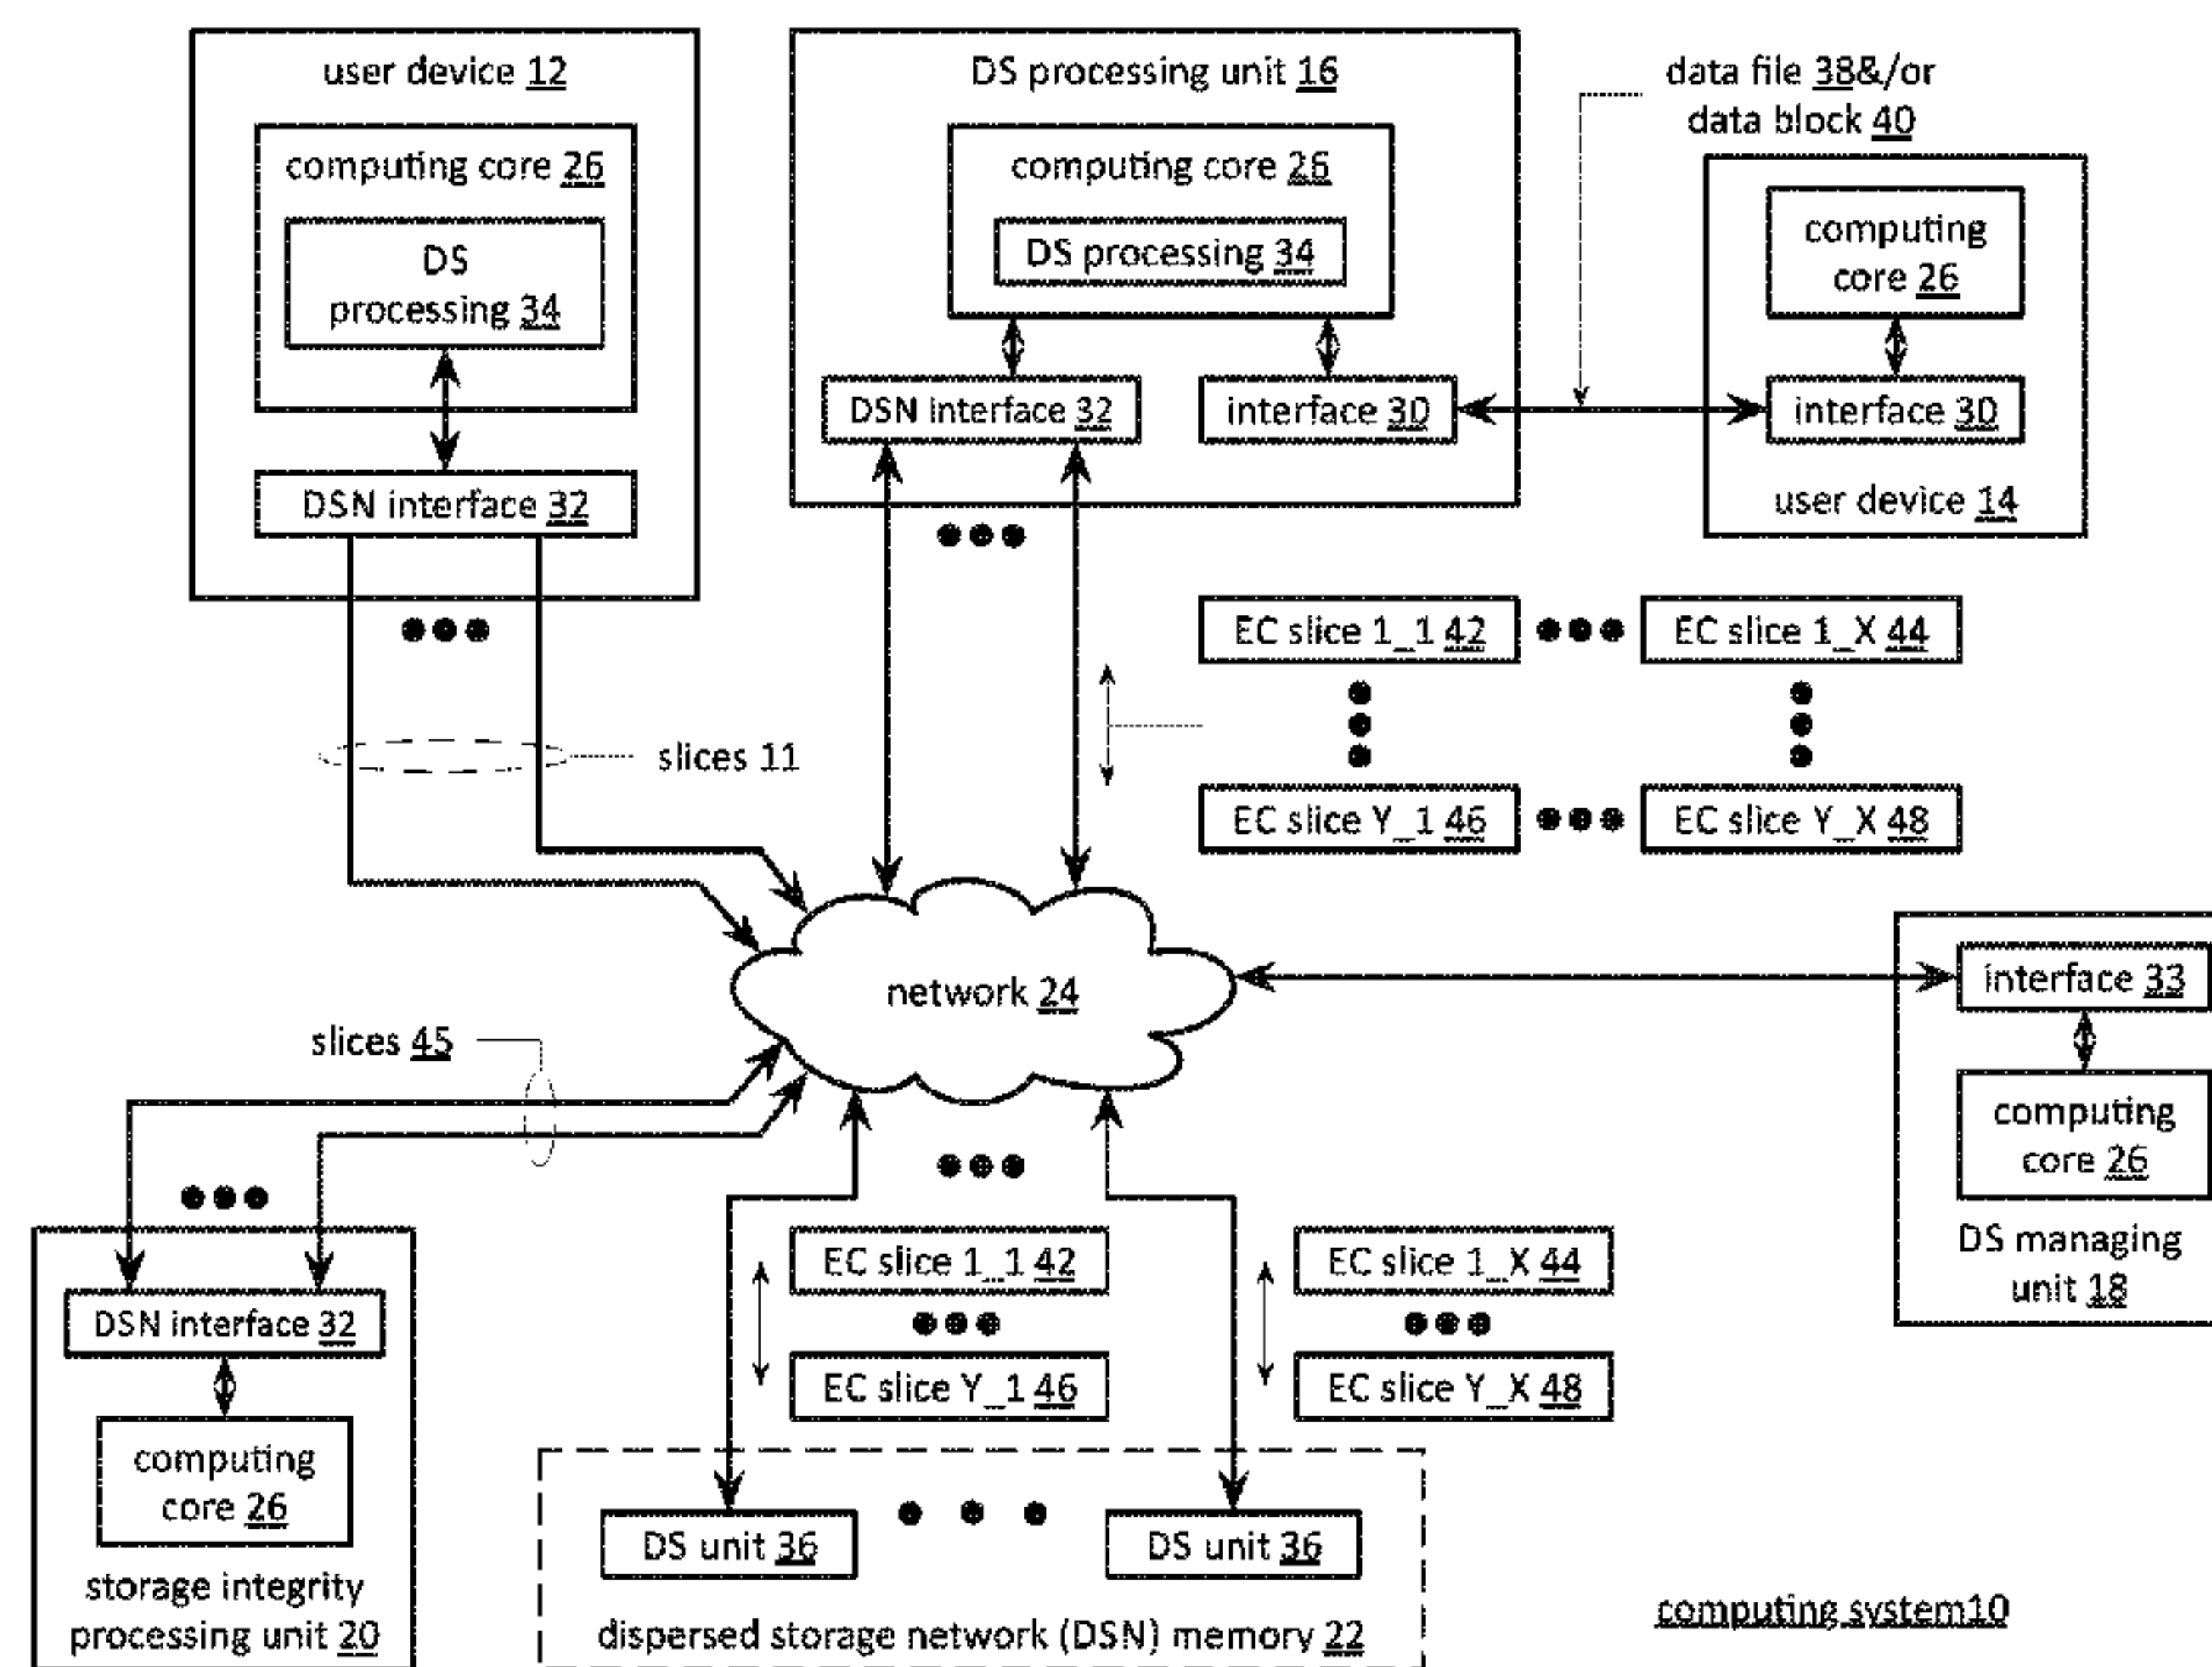 user device 12
computing core 26
DS
processing 34
DSN interface 32
DS processing unit 16
computing core 26
DS processing 34
DSN interface 32
interface 30
data file 38&/or
data block 40
computing
core 26
interface 30
user device 14
EC slice 1_1 42
EC slice 1_X 44
EC slice Y_1 46
EC slice Y_X 48
slices 11
network 24
interface 33
computing
core 26
DS managing
unit 18
slices 45
DSN interface 32
computing
core 26
storage integrity
processing unit 20
EC slice 1_1 42
EC slice Y_1 46
EC slice 1_X 44
EC slice Y_X 48
DS unit 36
DS unit 36
dispersed storage network (DSN) memory 22
computing system10